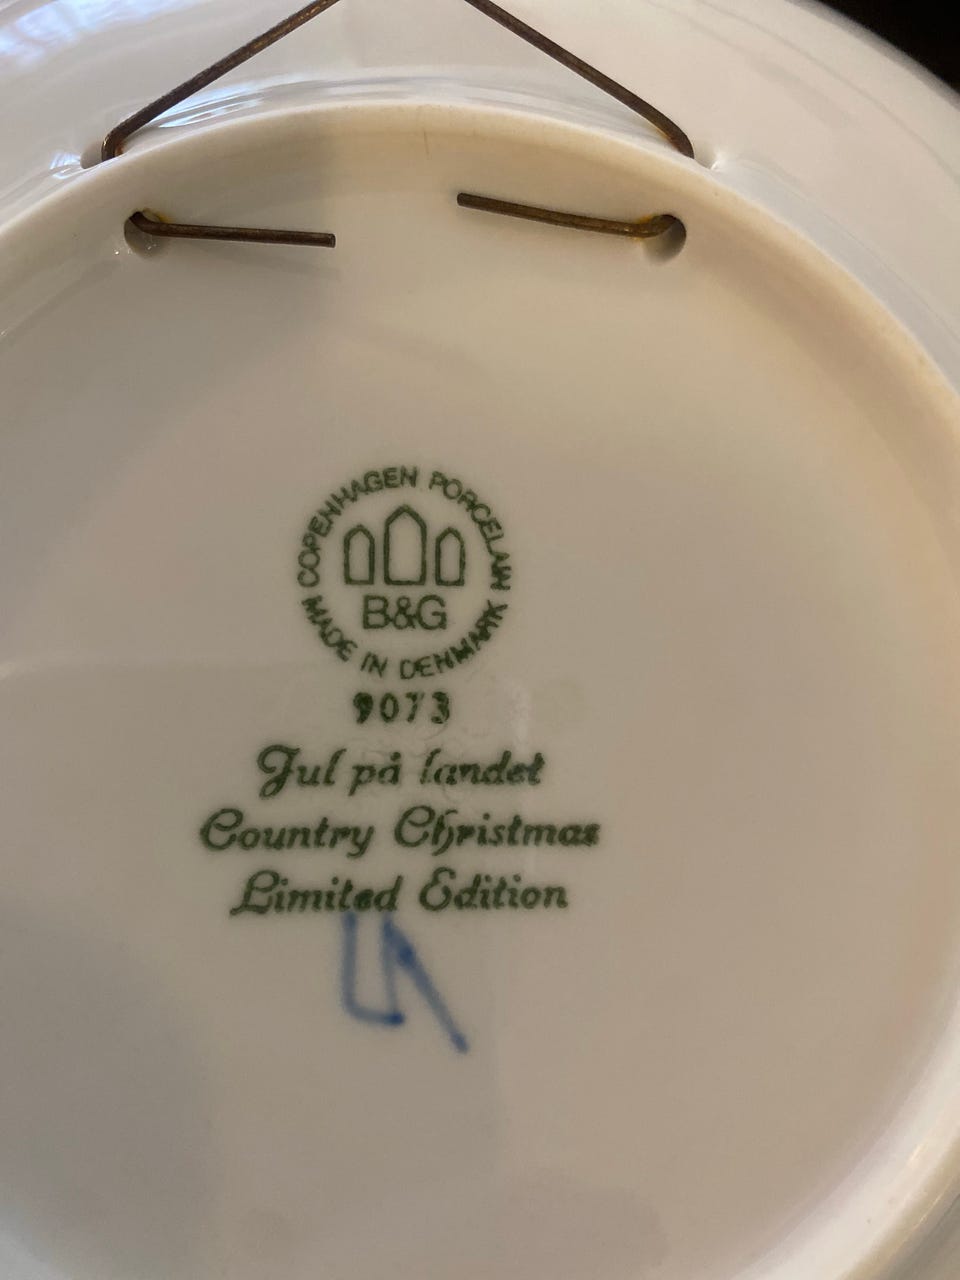 COPENHAGEN PORCELAIN
B&G
MADE IN DENMARK
9073
Jul på landet
Country Christmas
Limited Edition